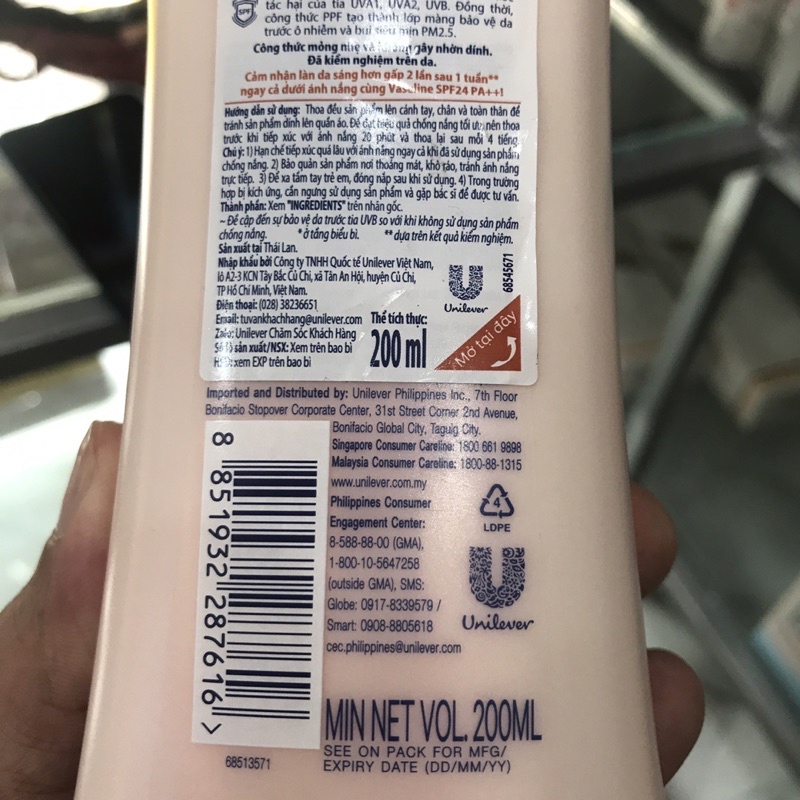 tác hại của tia UVA1, UVA2, UVB. Đồng thời,
SPF
công thức PPF tạo thành lớp màng bảo vệ da
trước ô nhiễm và bụi siêu mịn PM2.5.
Công thức mỏng nhẹ và không gây nhờn dính.
Đã kiểm nghiệm trên da.
Cảm nhận làn da sáng hơn gấp 2 lần sau 1 tuần**
ngay cả dưới ánh nắng cùng Vaseline SPF24 PA++!
Hướng dẫn sử dụng: Thoa đều sản phẩm lên cánh tay, chân và toàn thân để
tránh sản phẩm dính lên quần áo. Để đạt hiệu quả chống nắng tối ưu nên thoa
trước khi tiếp xúc với ánh nắng 20 phút và thoa lại sau mỗi 4 tiếng.
Chú ý: 1) Hạn chế tiếp xúc quá lâu với ánh nắng ngay cả khi đã sử dụng sản phẩm
chống nắng. 2) Bảo quản sản phẩm nơi thoáng mát, khô ráo, tránh ánh nắng
trực tiếp. 3) Để xa tầm tay trẻ em, đóng nắp sau khi sử dụng. 4) Trong trường
hợp bị kích ứng, cần ngưng sử dụng sản phẩm và gặp bác sĩ để được tư vấn.
Thành phần: Xem "INGREDIENTS" trên nhãn gốc.
~ Đề cập đến sự bảo vệ da trước tia UVB so với khi không sử dụng sản phẩm
chống nắng. * ở tầng biểu bì. ** dựa trên kết quả kiểm nghiệm.
Sản xuất tại Thái Lan.
Nhập khẩu bởi Công ty TNHH Quốc tế Unilever Việt Nam,
lô A2-3 KCN Tây Bắc Củ Chi, xã Tân An Hội, huyện Củ Chi,
TP Hồ Chí Minh, Việt Nam.
Điện thoại: (028) 38236651
Email: tuvankhachhang@unilever.com
Zalo: Unilever Chăm Sóc Khách Hàng
Số lô sản xuất/NSX: Xem trên bao bì
HSD: xem EXP trên bao bì
Thể tích thực:
200 ml
Unilever
68545671
Mở tại đây
Imported and Distributed by: Unilever Philippines Inc., 7th Floor
Bonifacio Stopover Corporate Center, 31st Street Corner 2nd Avenue,
Bonifacio Global City, Taguig City.
Singapore Consumer Careline: 1800 661 9898
Malaysia Consumer Careline: 1800-88-1315
www.unilever.com.my
Philippines Consumer
Engagement Center:
8-588-88-00 (GMA),
1-800-10-5647258
(outside GMA), SMS:
Globe: 0917-8339579 /
Smart: 0908-8805618
cec.philippines@unilever.com
4
LDPE
Unilever
8 851932 287616 >
MIN NET VOL. 200ML
SEE ON PACK FOR MFG/
EXPIRY DATE (DD/MM/YY)
68513571